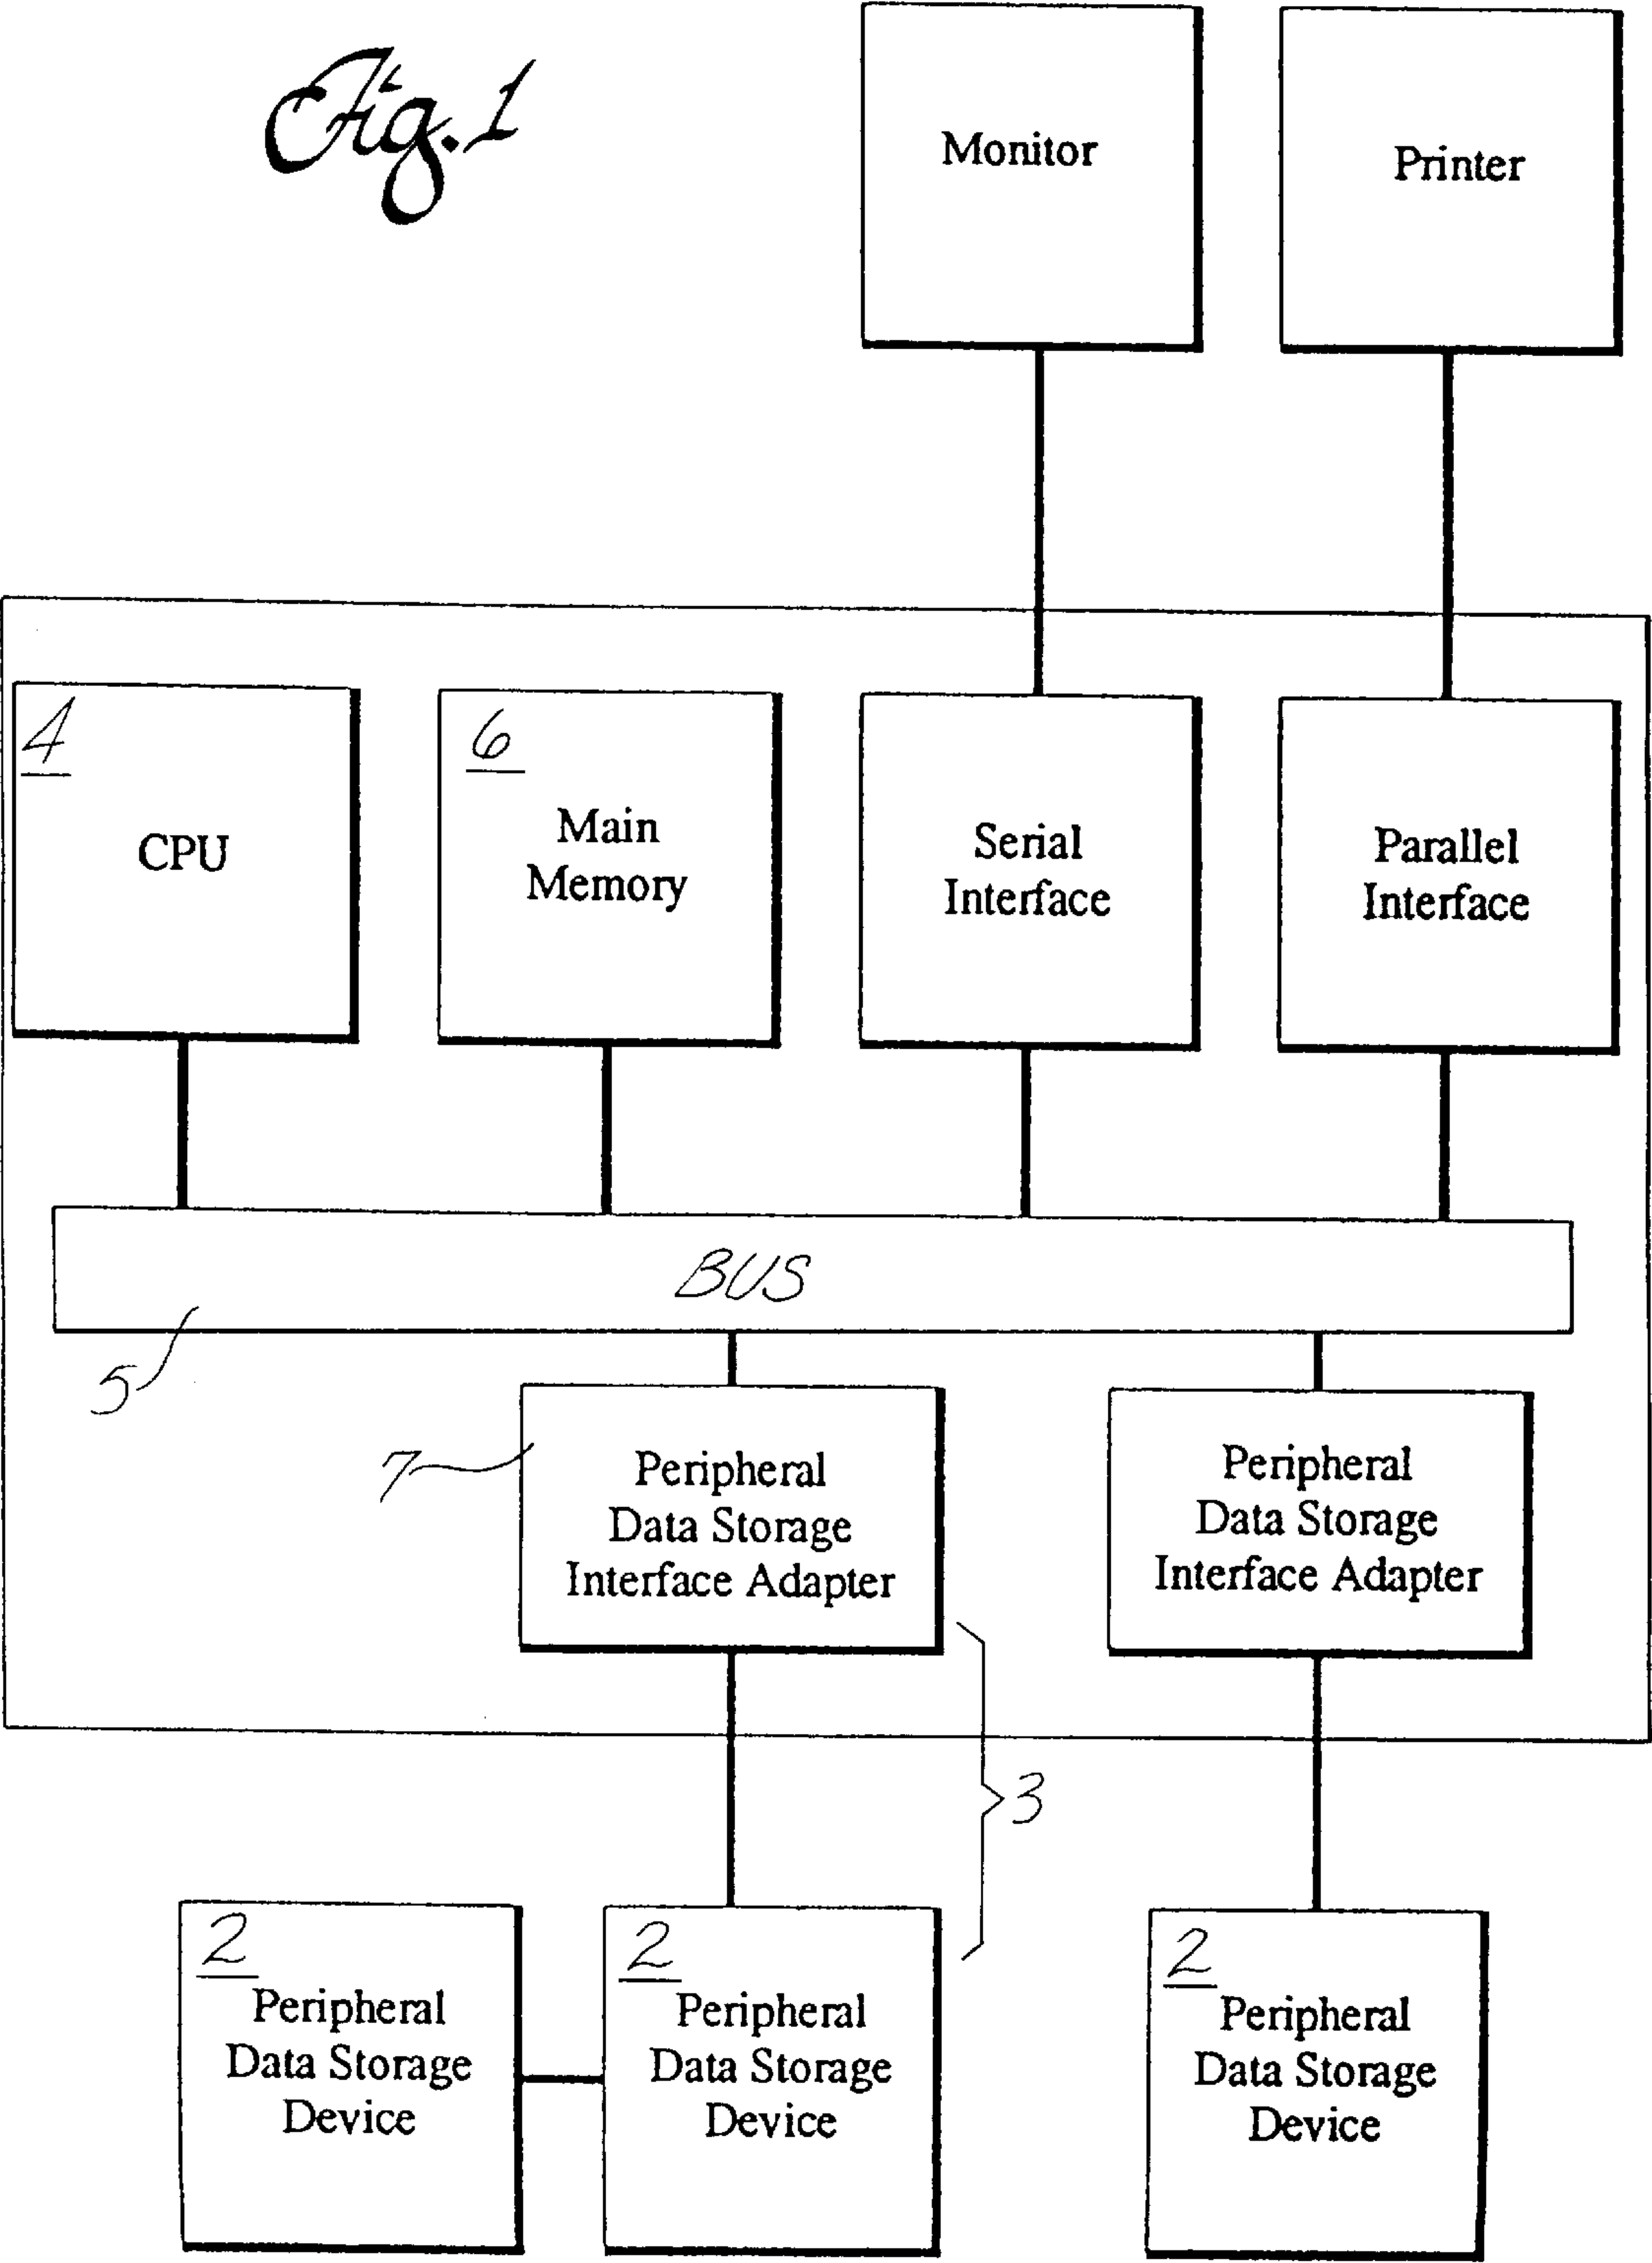 Fig. 1
Monitor
Printer
4
CPU
6
Main
Memory
Serial
Interface
Parallel
Interface
BUS
5
7
Peripheral
Data Storage
Interface Adapter
Peripheral
Data Storage
Interface Adapter
3
2
Peripheral
Data Storage
Device
2
Peripheral
Data Storage
Device
2
Peripheral
Data Storage
Device